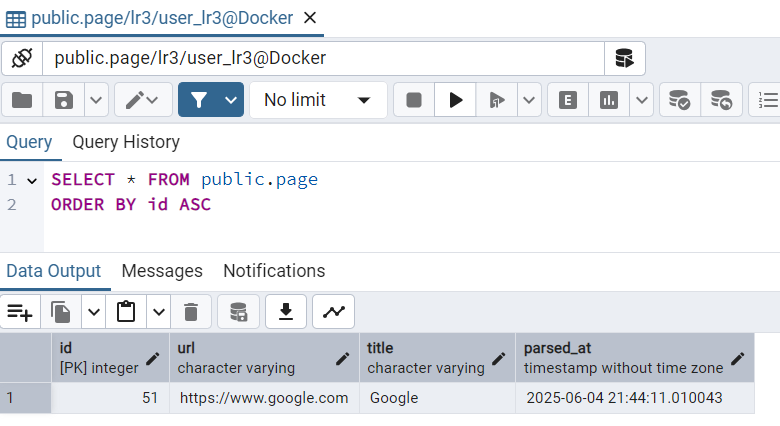 public.page/lr3/user_lr3@Docker
public.page/lr3/user_lr3@Docker
No limit
E
Query Query History
1 SELECT * FROM public.page
2 ORDER BY id ASC
Data Output Messages Notifications
id url title parsed_at
[PK] integer character varying character varying timestamp without time zone
1 51 https://www.google.com Google 2025-06-04 21:44:11.010043